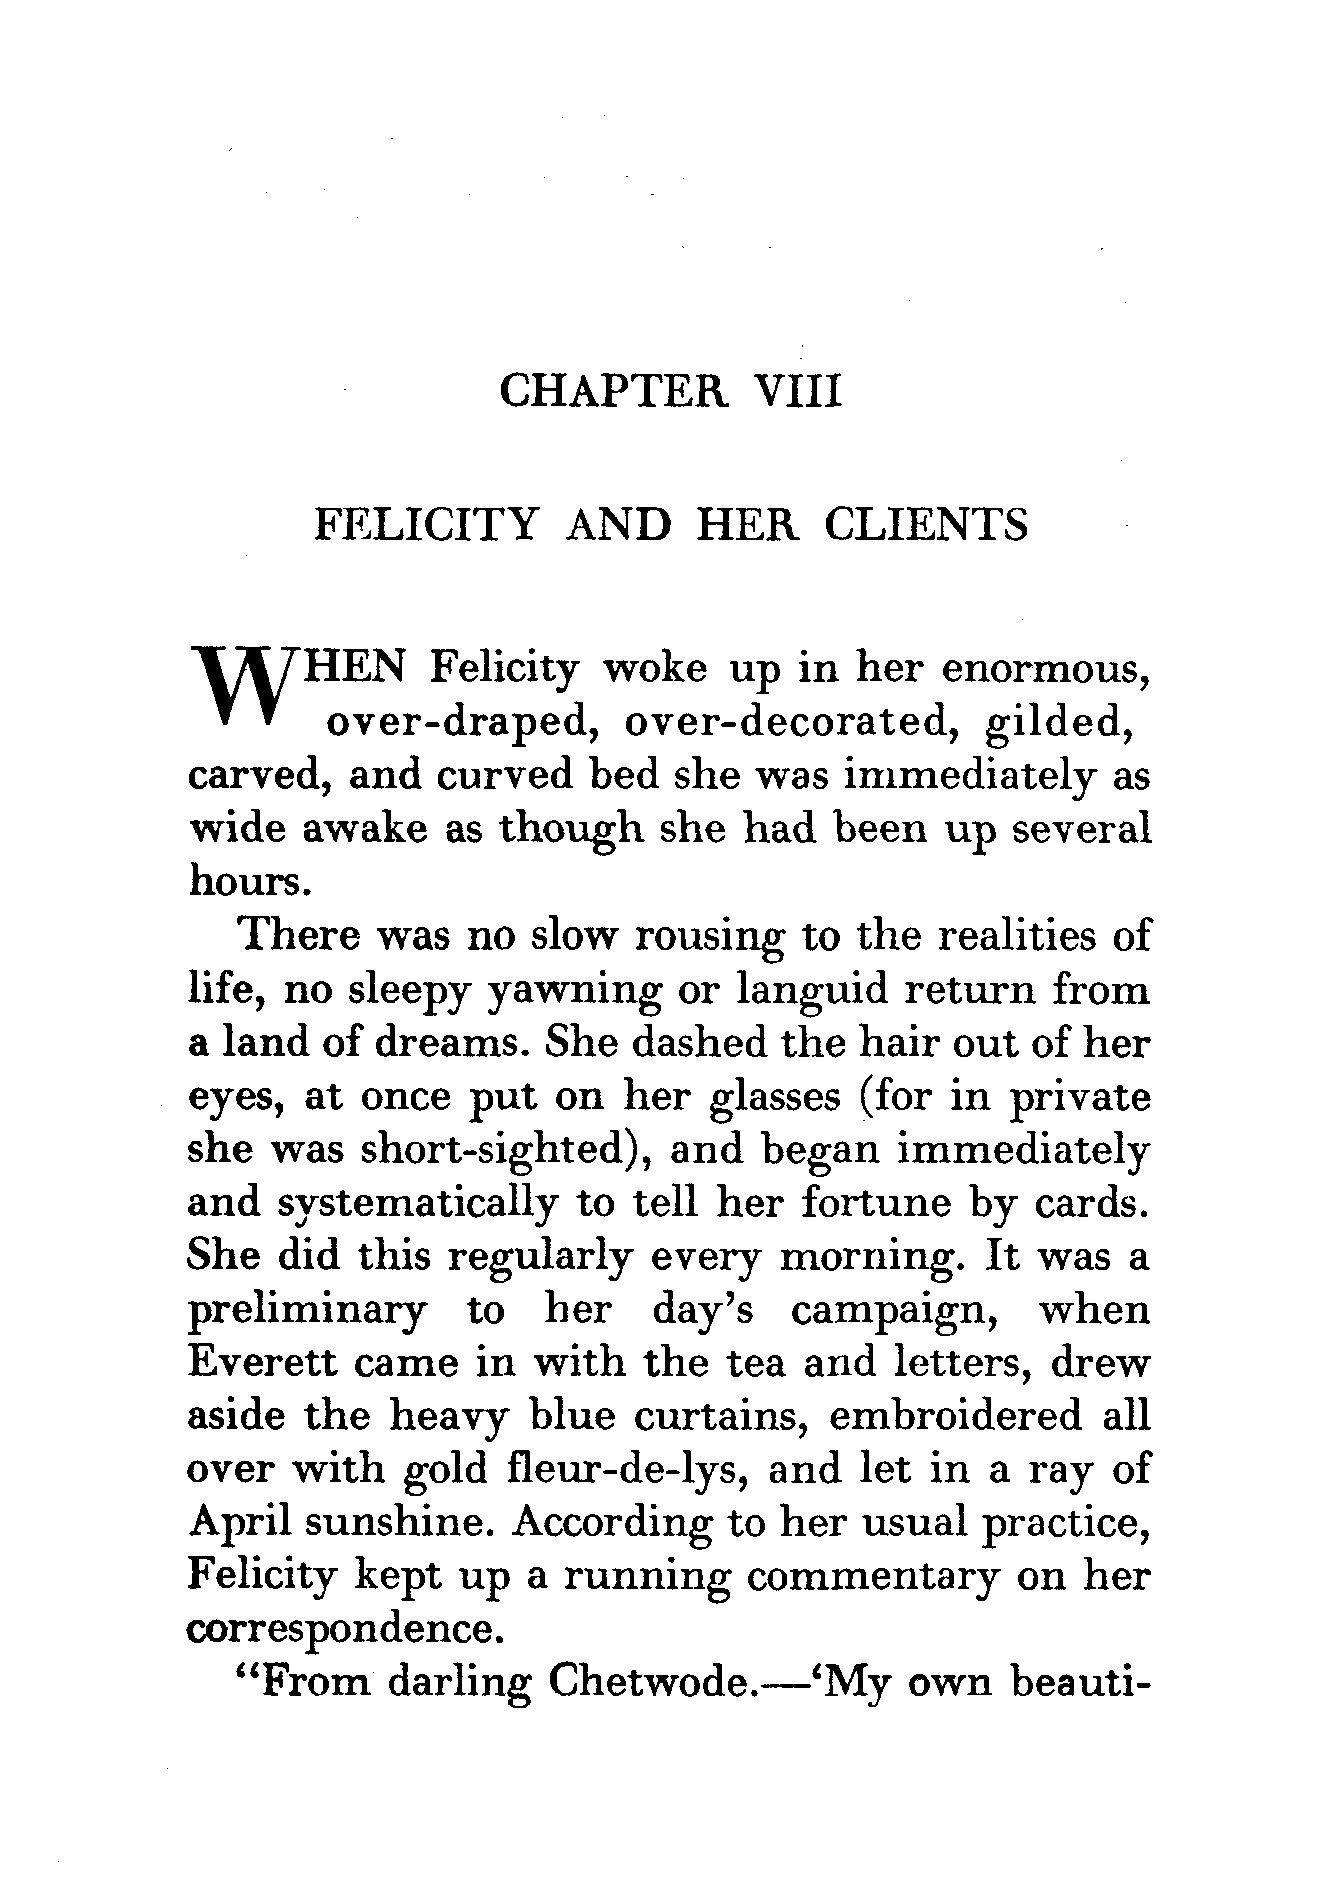 CHAPTER VIII
FELICITY AND HER CLIENTS
WHEN Felicity woke up in her enormous,
over-draped, over-decorated, gilded,
carved, and curved bed she was immediately as
wide awake as though she had been up several
hours.
There was no slow rousing to the realities of
life, no sleepy yawning or languid return from
a land of dreams. She dashed the hair out of her
eyes, at once put on her glasses (for in private
she was short-sighted), and began immediately
and systematically to tell her fortune by cards.
She did this regularly every morning. It was a
preliminary to her day's campaign, when
Everett came in with the tea and letters, drew
aside the heavy blue curtains, embroidered all
over with gold fleur-de-lys, and let in a ray of
April sunshine. According to her usual practice,
Felicity kept up a running commentary on her
correspondence.
“From darling Chetwode.—‘My own beauti-